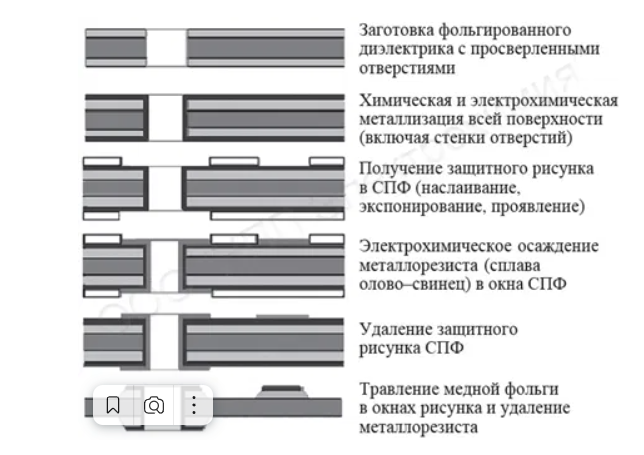 Заготовка фольгированного
диэлектрика с просверленными
отверстиями
Химическая и электрохимическая
металлизация всей поверхности
(включая стенки отверстий)
Получение защитного рисунка
в СПФ (наслаивание,
экспонирование, проявление)
Электрохимическое осаждение
металлорезиста (сплава
олово–свинец) в окна СПФ
Удаление защитного
рисунка СПФ
Травление медной фольги
в окнах рисунка и удаление
металлорезиста